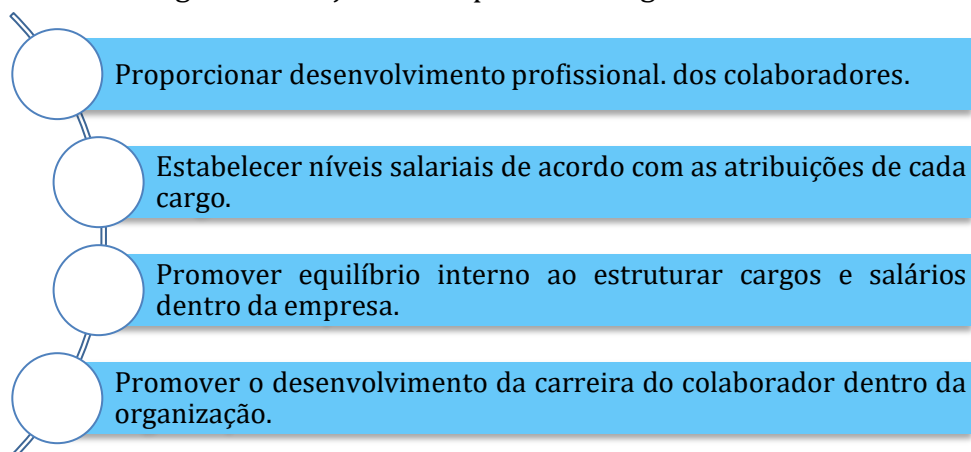 Proporcionar desenvolvimento profissional. dos colaboradores.
Estabelecer níveis salariais de acordo com as atribuições de cada
cargo.
Promover equilíbrio interno ao estruturar cargos e salários
dentro da empresa.
Promover o desenvolvimento da carreira do colaborador dentro da
organização.